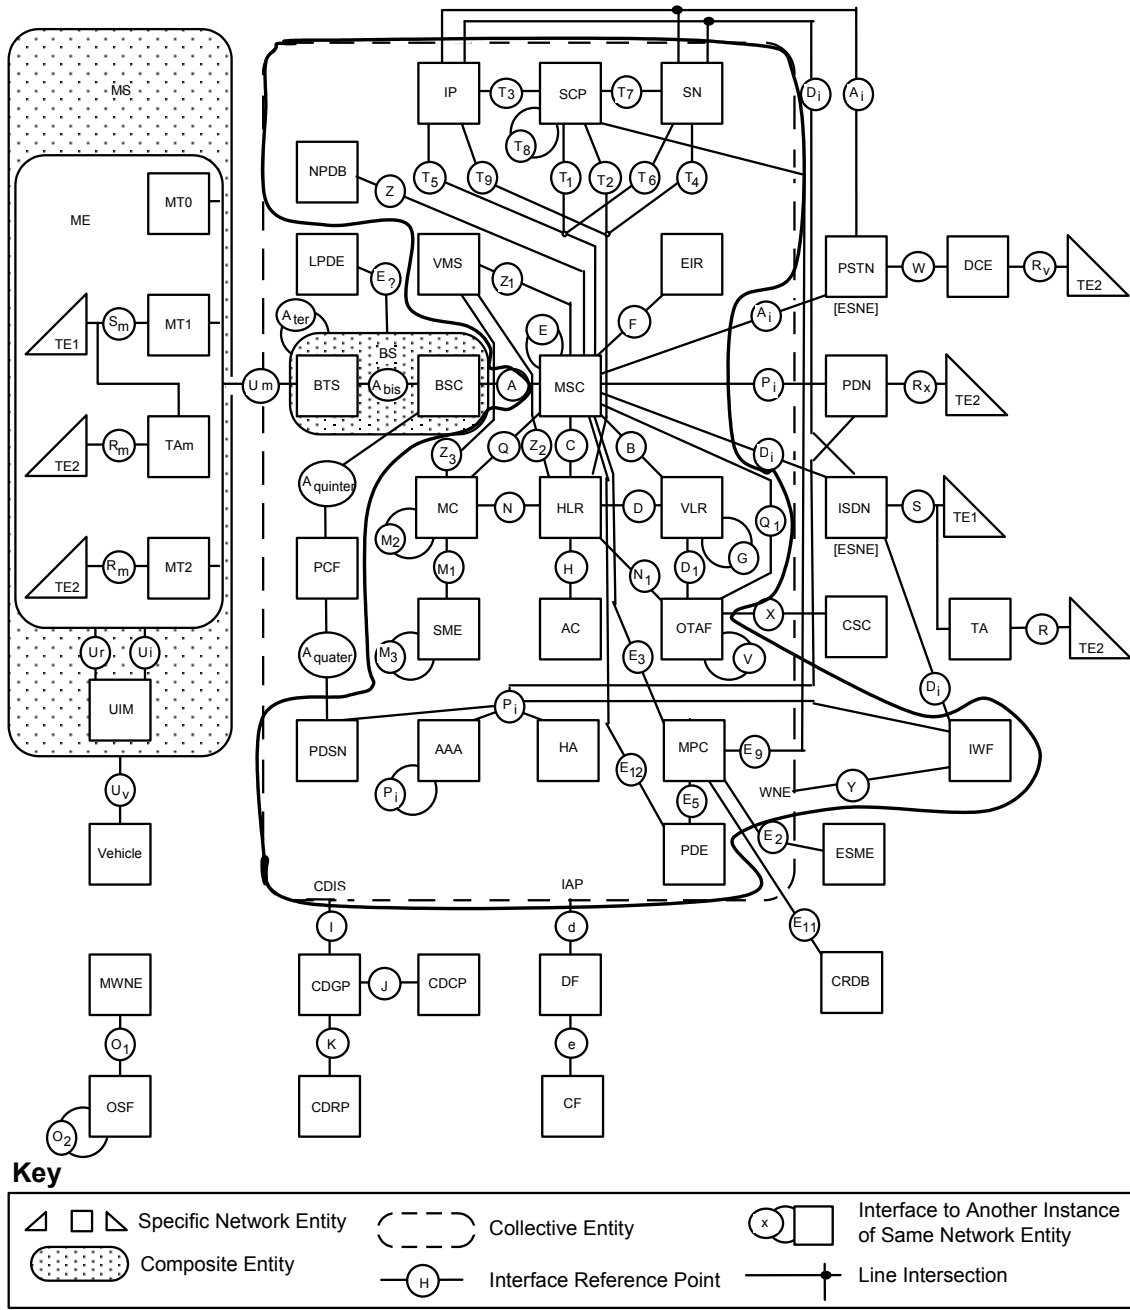 MS
ME
MT0
TE1
Sm
MT1
TE2
Rm
TAm
TE2
Rm
MT2
Ur
Ui
UIM
Uv
Vehicle
Um
IP
T3
SCP
T7
SN
Di
Ai
T8
NPDB
Z
T5
T9
T1
T2
T6
T4
LPDE
E?
VMS
Z1
EIR
Ater
E
F
Ai
PSTN
[ESNE]
W
DCE
Rv
TE2
BS
BTS
Abis
BSC
A
MSC
Pi
PDN
Rx
TE2
Z3
Q
Z2
C
B
Di
Aquinter
MC
N
HLR
D
VLR
Q1
ISDN
[ESNE]
S
TE1
M2
G
PCF
M1
H
N1
D1
SME
AC
OTAF
X
CSC
TA
R
TE2
Aquater
M3
E3
V
Di
Pi
PDSN
AAA
HA
MPC
E9
IWF
Pi
E12
E5
WNE
Y
PDE
E2
ESME
CDIS
IAP
I
d
E11
MWNE
CDGP
J
CDCP
DF
CRDB
O1
K
e
OSF
CDRP
CF
O2
Key
Specific Network Entity
Composite Entity
Collective Entity
H
Interface Reference Point
x
Interface to Another Instance
of Same Network Entity
Line Intersection